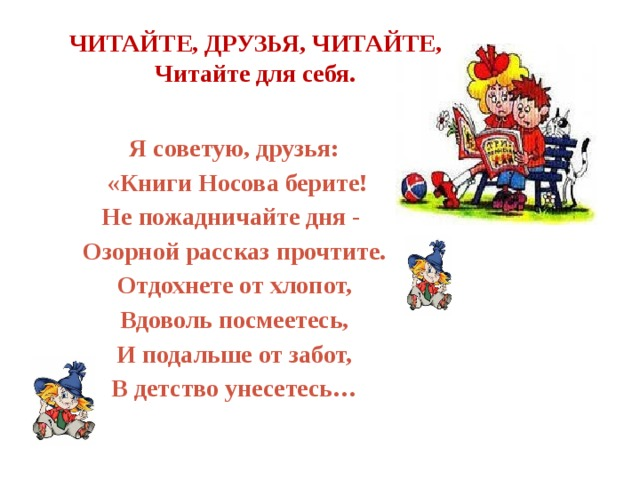 ЧИТАЙТЕ, ДРУЗЬЯ, ЧИТАЙТЕ,
Читайте для себя.
Я советую, друзья:
«Книги Носова берите!
Не пожадничайте дня -
Озорной рассказ прочтите.
Отдохнете от хлопот,
Вдоволь посмеетесь,
И подальше от забот,
В детство унесетесь…